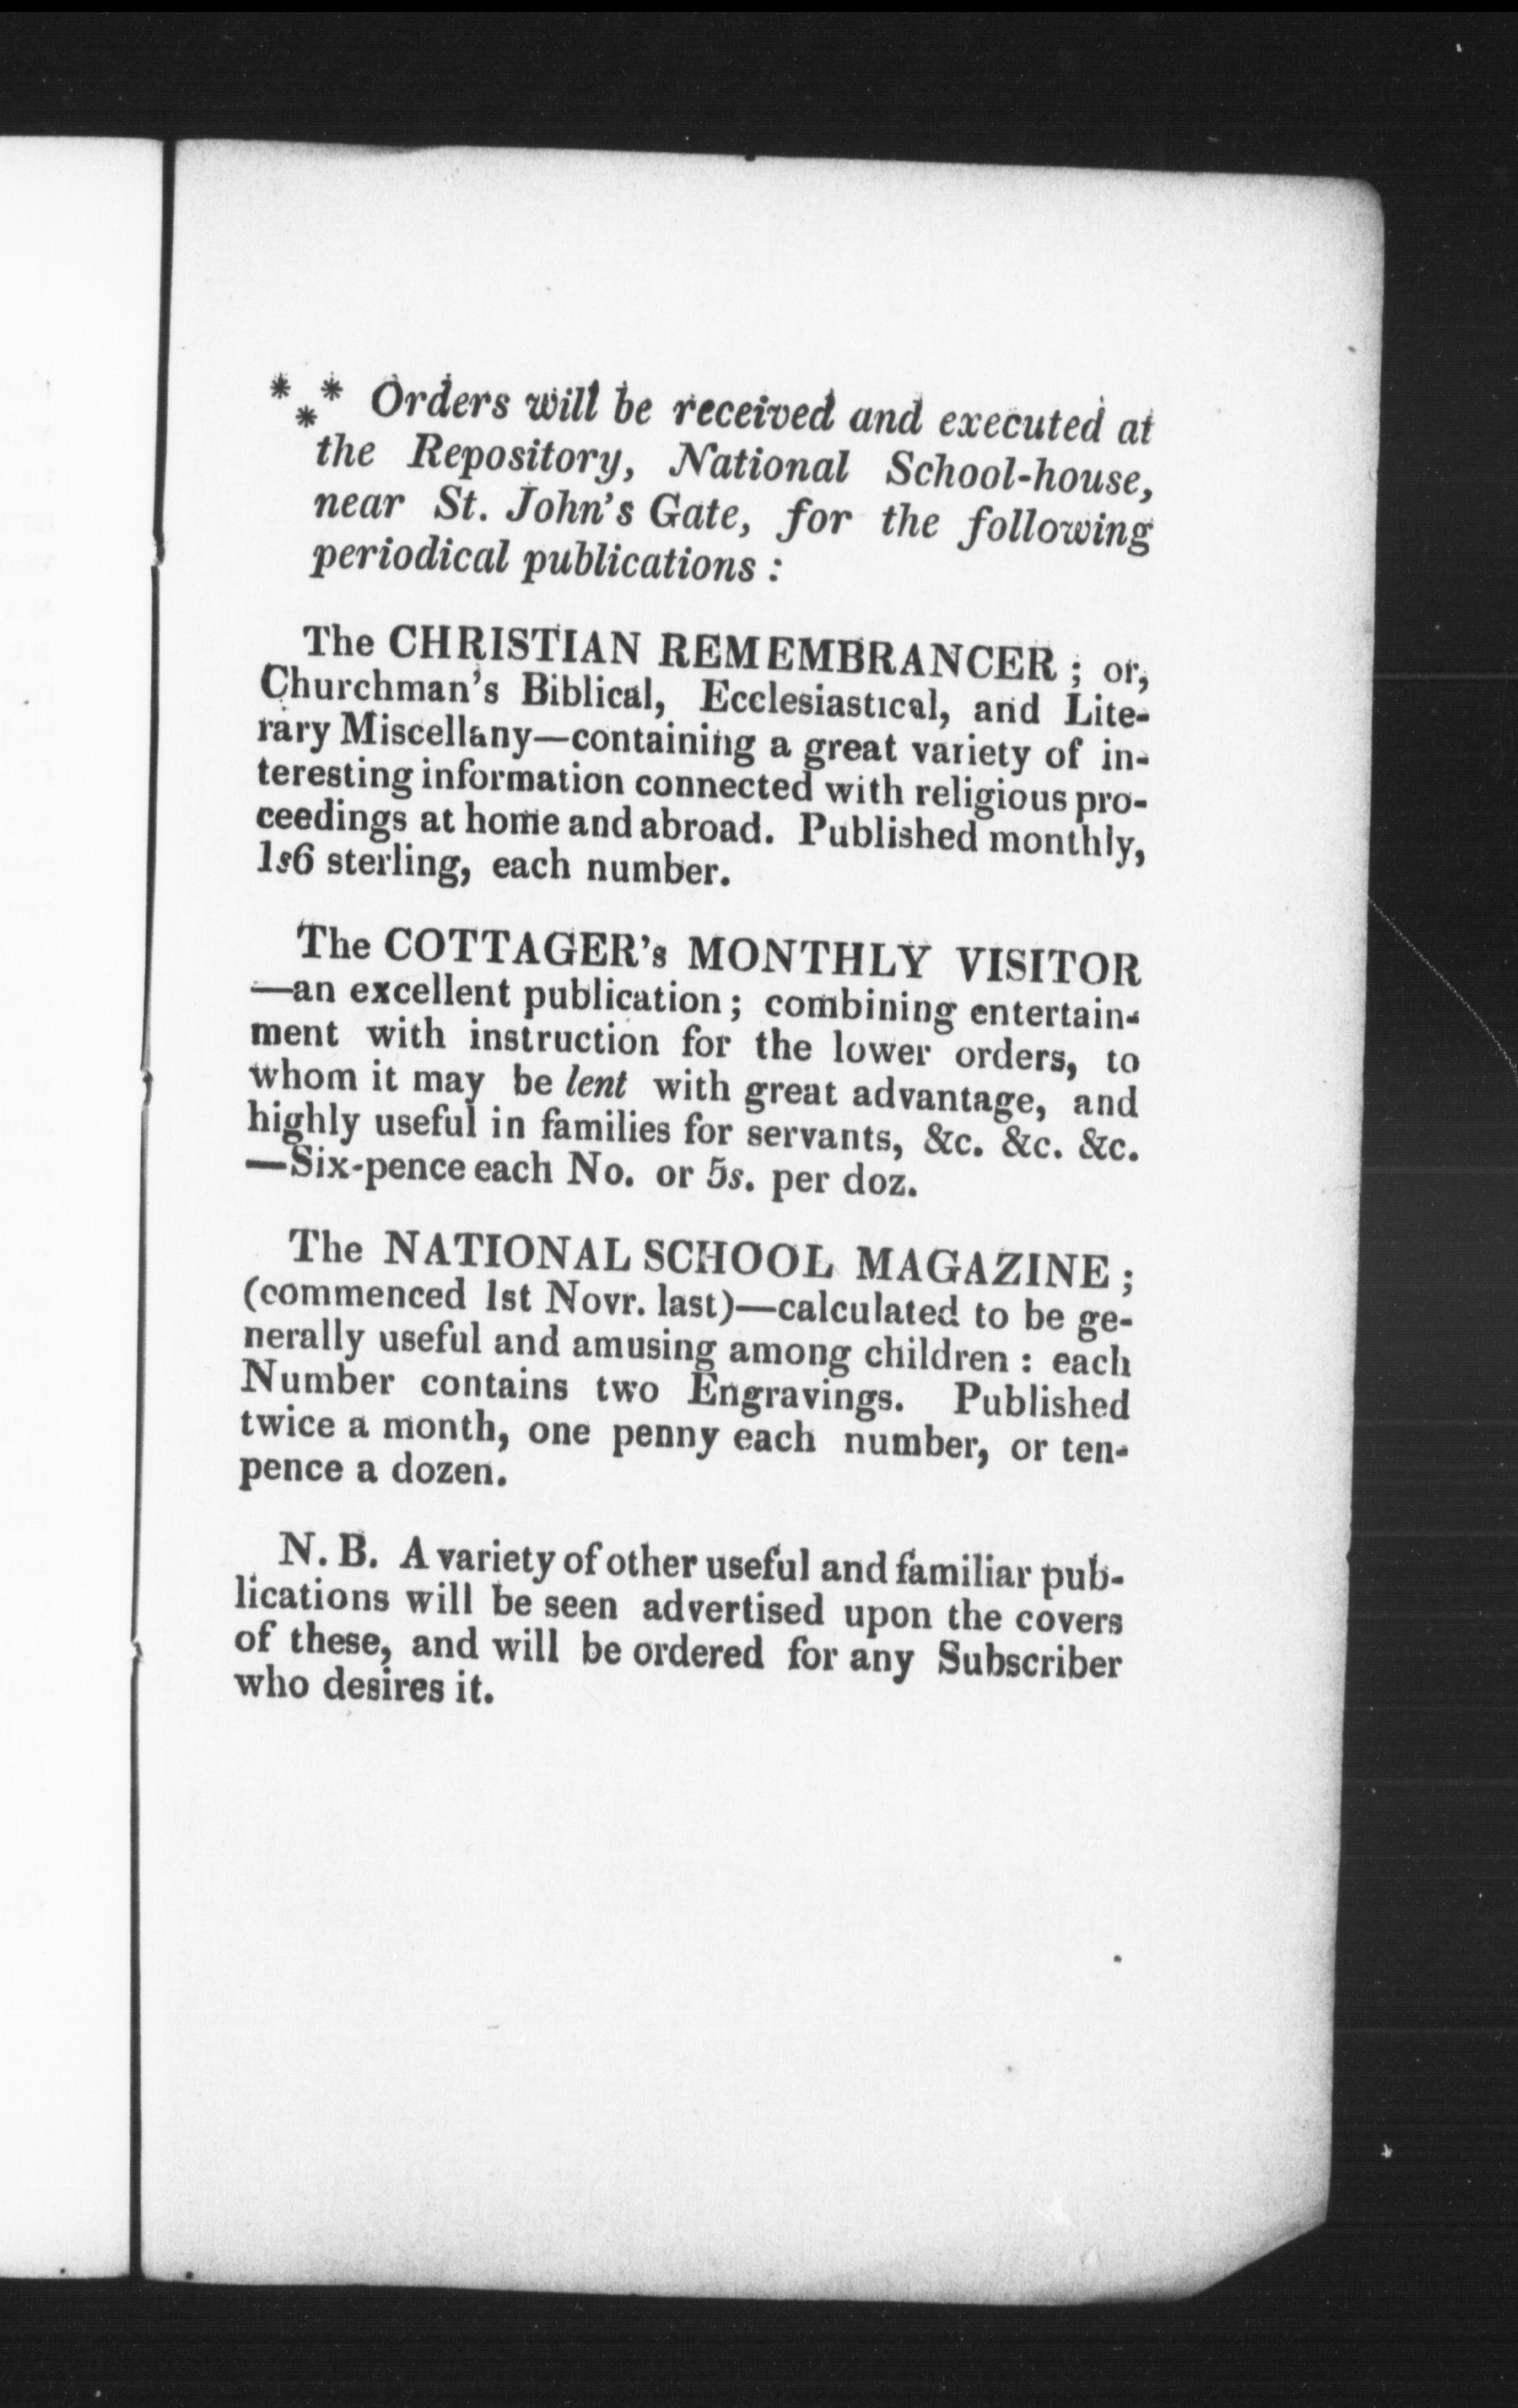 *** Orders will be received and executed at
the Repository, National School-house,
near St. John's Gate, for the following
periodical publications :
The CHRISTIAN REMEMBRANCER ; or,
Churchman's Biblical, Ecclesiastical, and Lite-
rary Miscellany—containing a great variety of in-
teresting information connected with religious pro-
ceedings at home and abroad. Published monthly,
1s6 sterling, each number.
The COTTAGER's MONTHLY VISITOR
—an excellent publication ; combining entertain-
ment with instruction for the lower orders, to
whom it may be lent with great advantage, and
highly useful in families for servants, &c. &c. &c.
—Six-pence each No. or 5s. per doz.
The NATIONAL SCHOOL MAGAZINE ;
(commenced 1st Novr. last)—calculated to be ge-
nerally useful and amusing among children : each
Number contains two Engravings. Published
twice a month, one penny each number, or ten-
pence a dozen.
N. B. A variety of other useful and familiar pub-
lications will be seen advertised upon the covers
of these, and will be ordered for any Subscriber
who desires it.